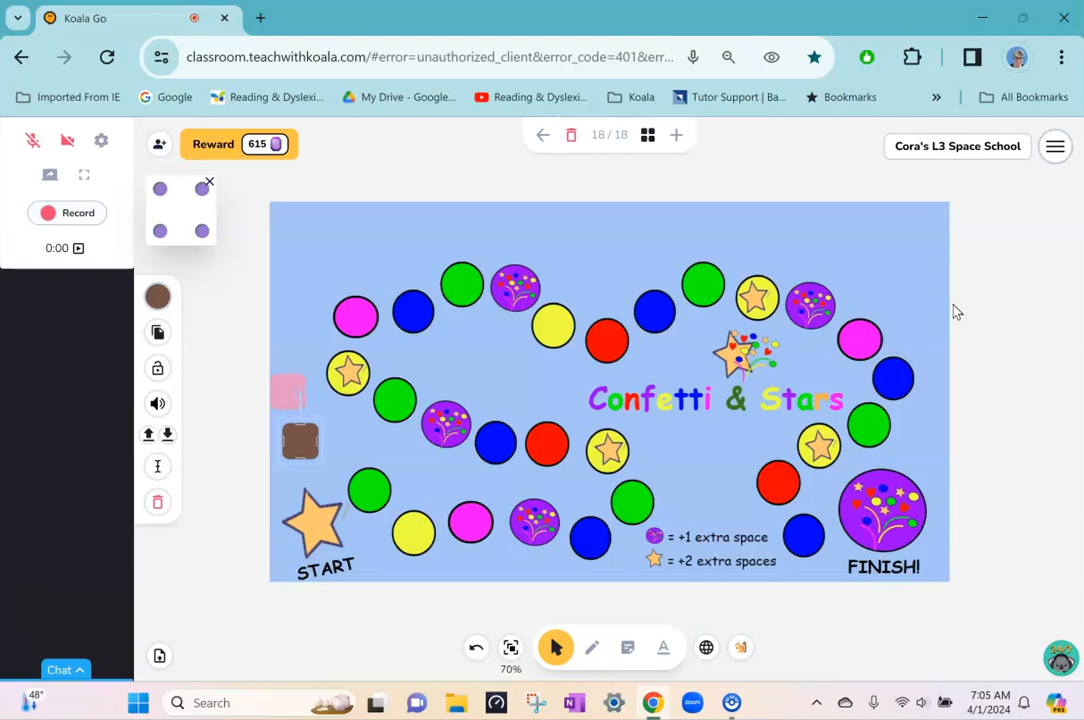 Koala Go
classroom.teachwithkoala.com/#error=unauthorized_client&error_code=401&err...
Imported From IE
Google
Reading & Dyslexi...
My Drive - Google...
Reading & Dyslexi...
Koala
Tutor Support | Ba...
Bookmarks
»
All Bookmarks
Reward 615
18 / 18
Cora's L3 Space School
Record
0:00
Confetti & Stars
START
= +1 extra space
= +2 extra spaces
FINISH!
Chat
70%
24/7
48°
Search
7:05 AM
4/1/2024
PRE